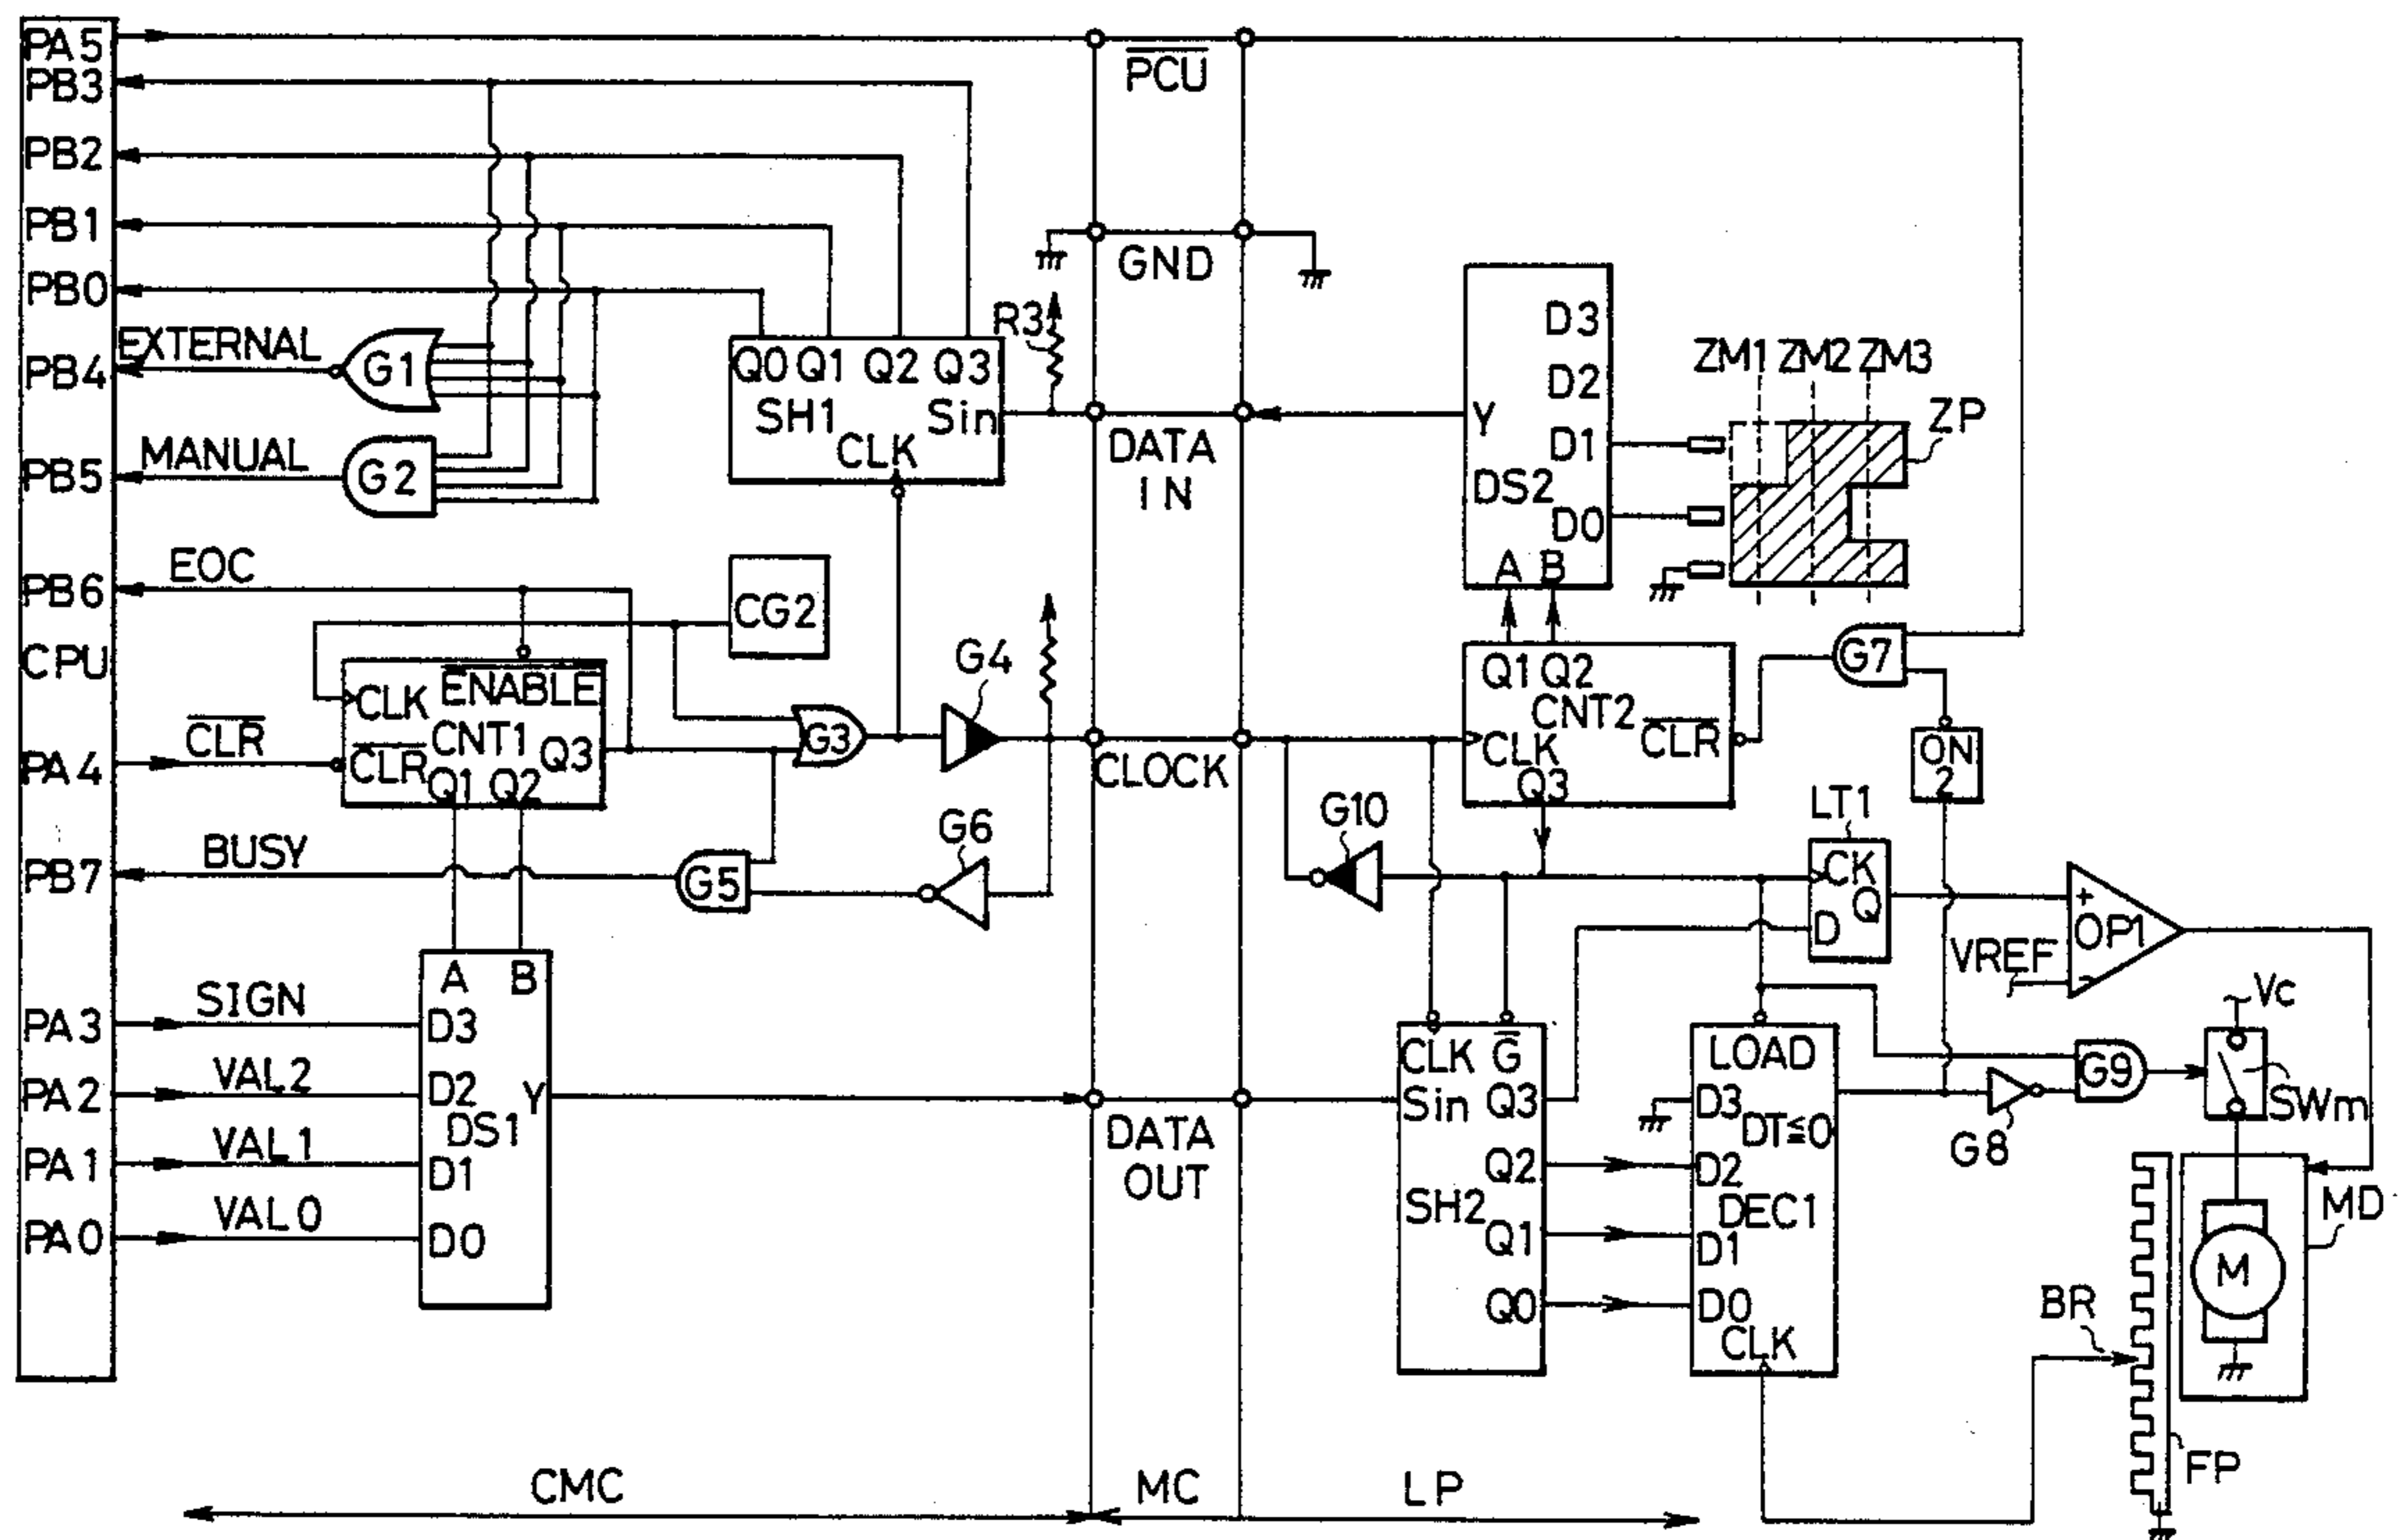 PA5
PB3
PB2
PB1
PB0
PB4
PB5
PB6
CPU
PA4
PB7
PA3
PA2
PA1
PA0
EXTERNAL
MANUAL
EOC
C̅L̅R̅
BUSY
SIGN
VAL2
VAL1
VAL0
G1
G2
Q0 Q1 Q2 Q3
SH1
Sin
CLK
R3
CG2
CLK
E̅N̅A̅B̅L̅E̅
CNT1
C̅L̅R̅
Q1 Q2
Q3
G3
G4
G5
G6
A B
D3
D2
DS1
Y
D1
D0
P̅C̅U̅
GND
DATA
IN
CLOCK
DATA
OUT
D3
D2
Y
D1
DS2
D0
A B
ZM1 ZM2 ZM3
ZP
Q1 Q2
CNT2
CLK
C̅L̅R̅
Q3
G7
ON
2
G10
LT1
CK
Q
D
VREF
+
OP1
-
Vc
SWm
CLK G̅
Sin
Q3
Q2
SH2
Q1
Q0
LOAD
D3
DT≦0
D2
DEC1
D1
D0
CLK
G8
G9
MD
M
BR
FP
CMC
MC
LP